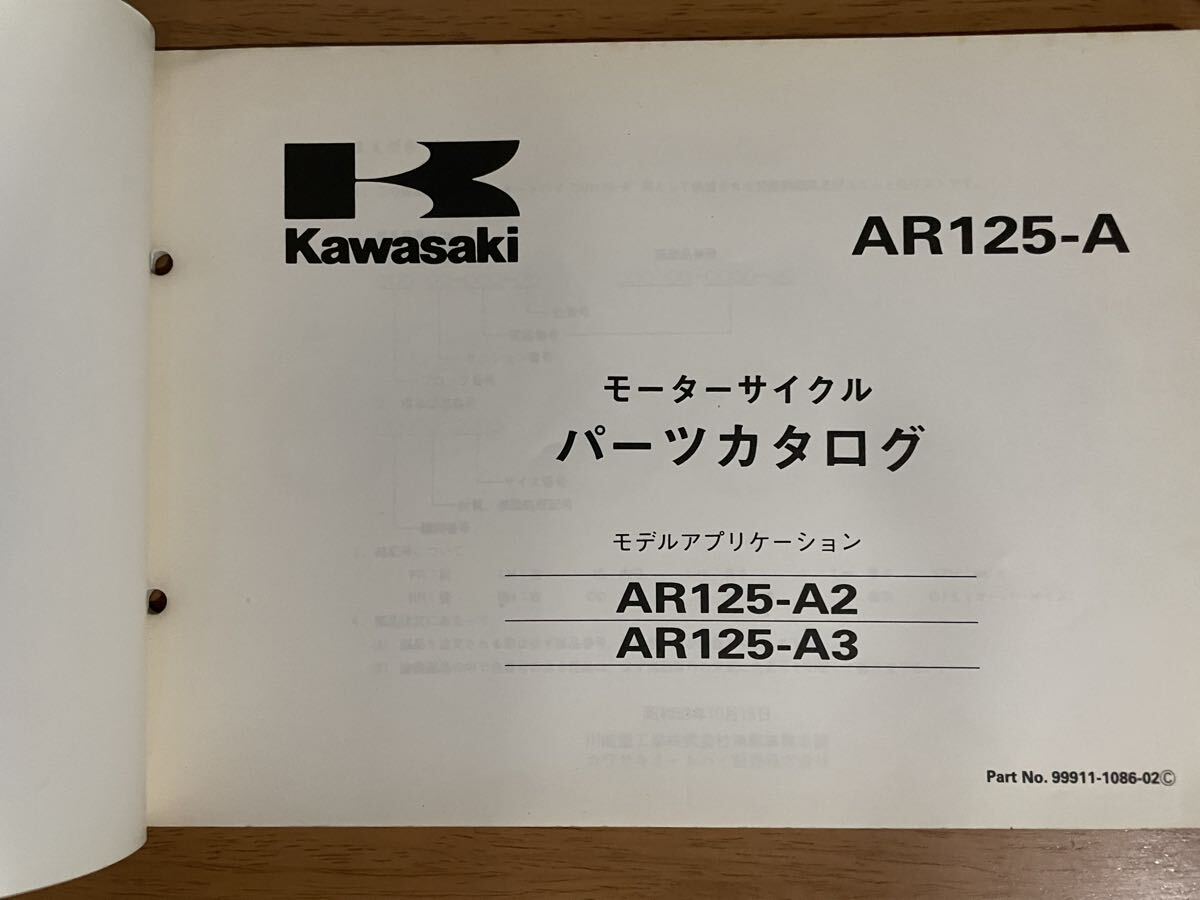 Kawasaki
AR125-A
モーターサイクル
パーツカタログ
モデルアプリケーション
AR125-A2
AR125-A3
Part No. 99911-1086-02Ⓒ